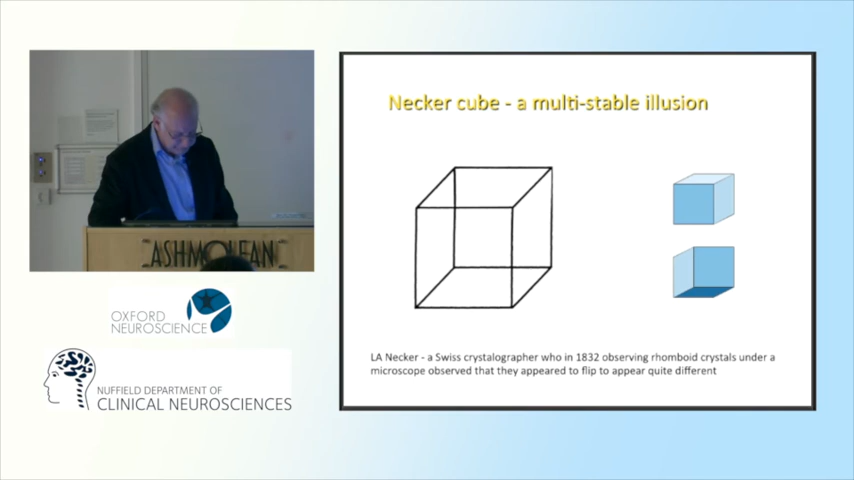 Necker cube - a multi-stable illusion
LA Necker - a Swiss crystalographer who in 1832 observing rhomboid crystals under a
microscope observed that they appeared to flip to appear quite different
ASHMOLEAN
OXFORD
NEUROSCIENCE
NUFFIELD DEPARTMENT OF
CLINICAL NEUROSCIENCES